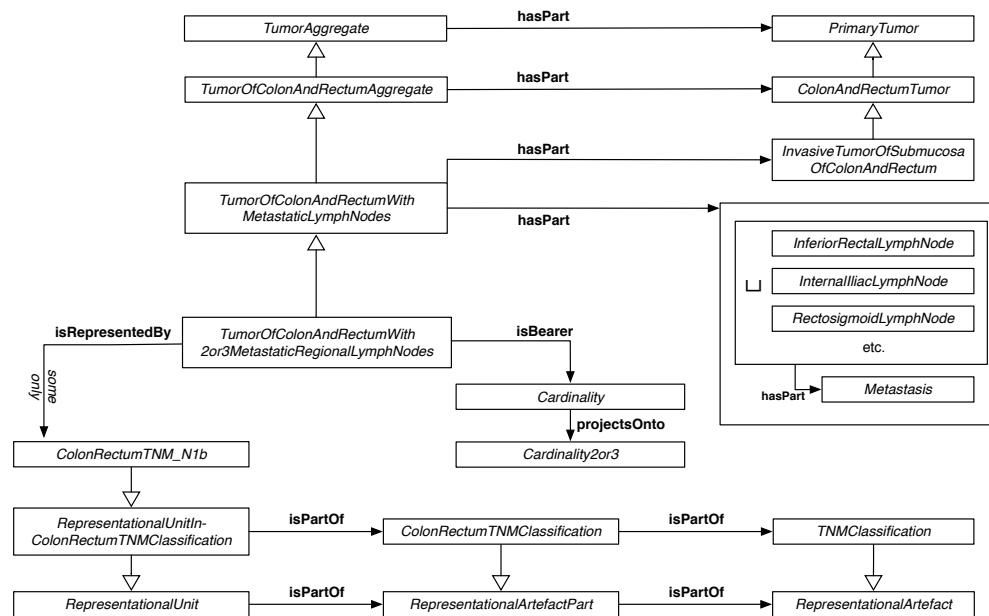 hasPart
TumorAggregate
PrimaryTumor
hasPart
TumorOfColonAndRectumAggregate
ColonAndRectumTumor
hasPart
InvasiveTumorOfSubmucosa
OfColonAndRectum
TumorOfColonAndRectumWith
MetastaticLymphNodes
hasPart
InferiorRectalLymphNode
⊔
InternalIliacLymphNode
RectosigmoidLymphNode
etc.
hasPart
Metastasis
isRepresentedBy
TumorOfColonAndRectumWith
2or3MetastaticRegionalLymphNodes
isBearer
some
only
Cardinality
projectsOnto
Cardinality2or3
ColonRectumTNM_N1b
RepresentationalUnitIn-
ColonRectumTNMClassification
isPartOf
ColonRectumTNMClassification
isPartOf
TNMClassification
RepresentationalUnit
isPartOf
RepresentationalArtefactPart
isPartOf
RepresentationalArtefact